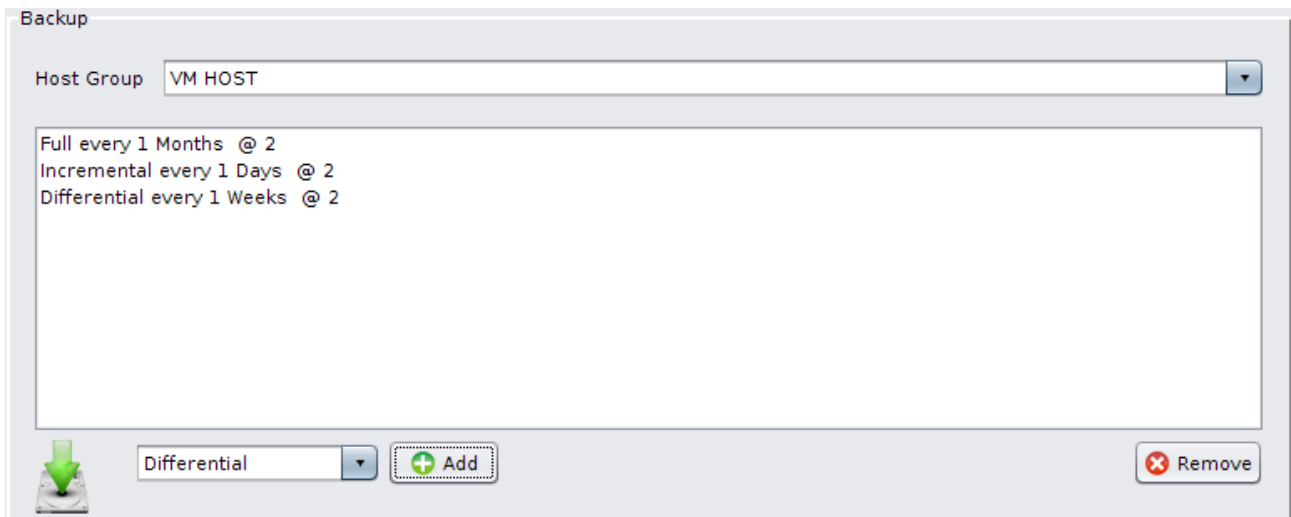 Backup
Host Group VM HOST
Full every 1 Months @ 2
Incremental every 1 Days @ 2
Differential every 1 Weeks @ 2
Differential Add Remove